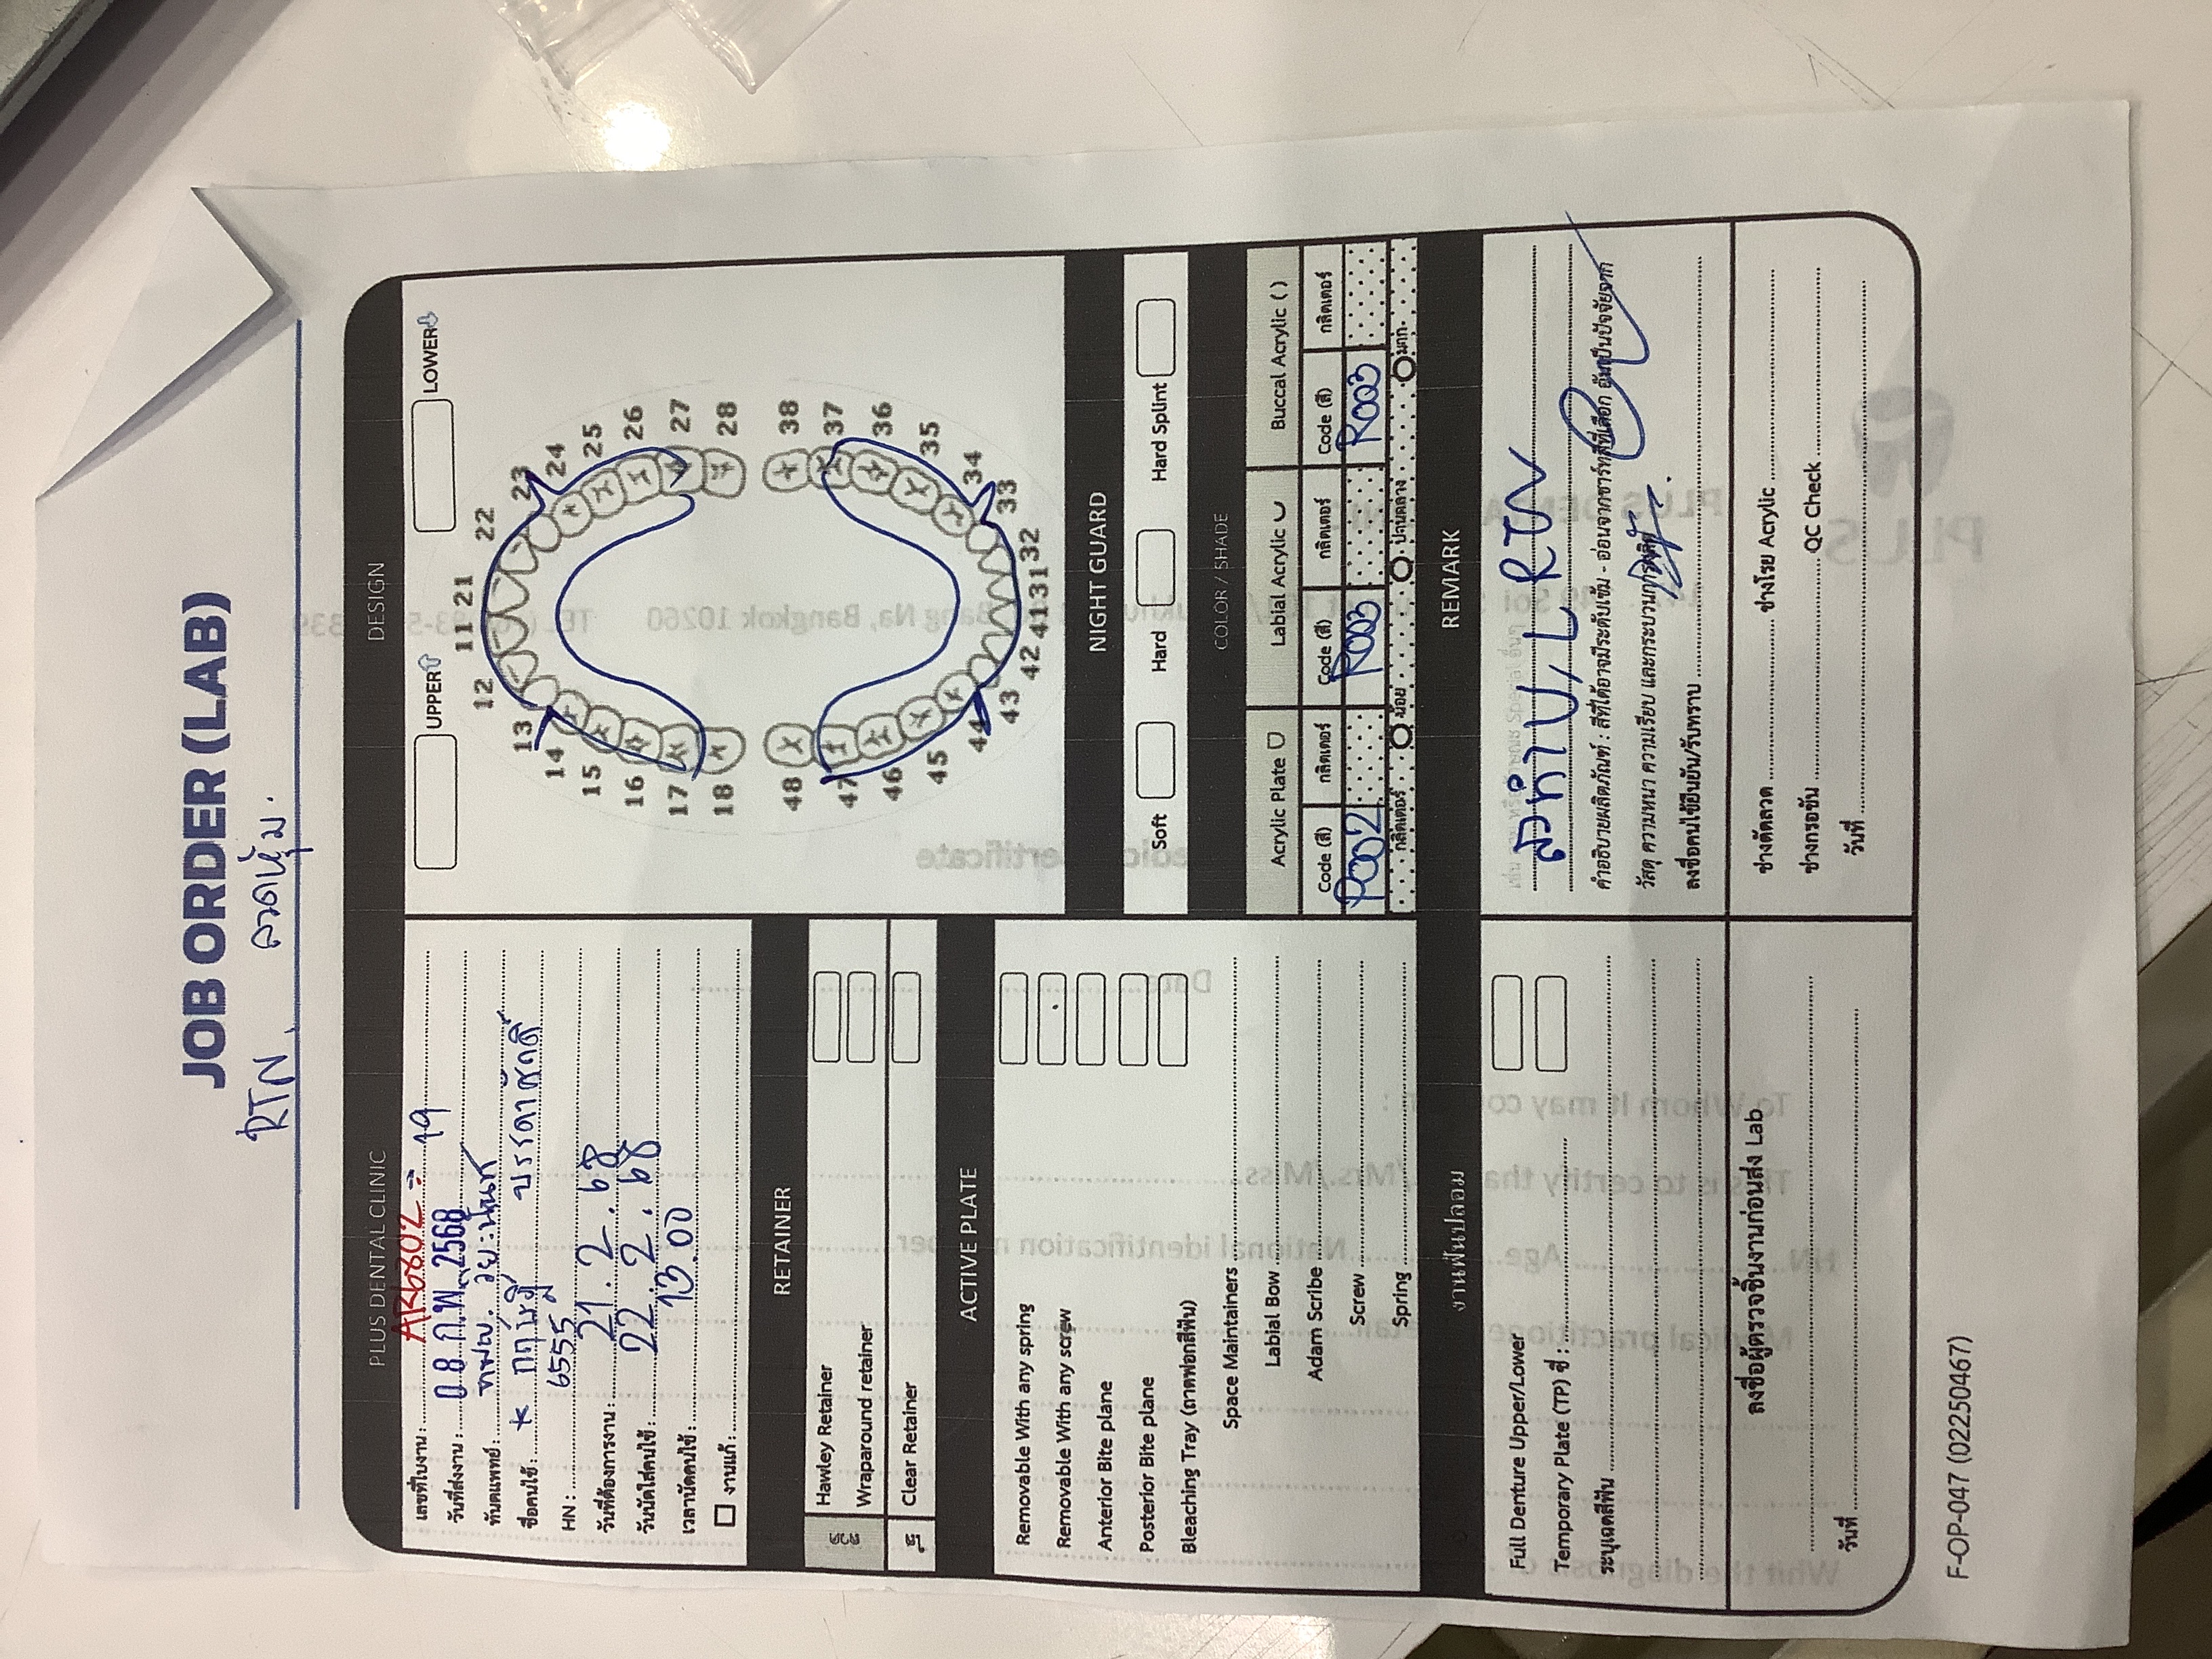 JOB ORDER (LAB)
RTN. ลวดหุ้ม.
PLUS DENTAL CLINIC
เลขที่ใบงาน : AR6802 - 19
วันที่ส่งงาน : 08 ก.พ. 2568
ทันตแพทย์ : ทพญ.
ชื่อคนไข้ : * บรรดาศักดิ์
HN : 6555
วันที่ต้องการงาน : 21.2.68
วันนัดใส่คนไข้ : 22.2.68
เวลานัดคนไข้ : 13.00
งานแก้ :
RETAINER
ลวด
Hawley Retainer
Wraparound retainer
ใส
Clear Retainer
ACTIVE PLATE
Removable With any spring
Removable With any screw
Anterior Bite plane
Posterior Bite plane
Bleaching Tray (ถาดฟอกสีฟัน)
Space Maintainers
Labial Bow
Adam Scribe
Screw
Spring
งานฟันปลอม
Full Denture Upper/Lower
Temporary Plate (TP) ซี่ :
ระบุเฉดสีฟัน
ลงชื่อผู้ตรวจชิ้นงานก่อนส่ง Lab
วันที่
DESIGN
UPPER LOWER
11 21
12 22
13 23
14 24
15 25
16 26
17 27
18 28
48 38
47 37
46 36
45 35
44 34
43 33
42 41 31 32
NIGHT GUARD
Soft Hard Hard Splint
COLOR / SHADE
Acrylic Plate Labial Acrylic Buccal Acrylic ( )
Code (สี) กลิตเตอร์ Code (สี) กลิตเตอร์ Code (สี) กลิตเตอร์
P002 R003 R003
กลิตเตอร์ น้อย ปานกลาง มาก
REMARK
เช่น ลาย หรือลักษณะ Special อื่นๆ
ทำ U, L RTN
คำอธิบายผลิตภัณฑ์ : สีที่ได้อาจมีระดับเข้ม - อ่อนจากชาร์ทสีที่เลือก อันเป็นปัจจัยจาก
วัสดุ ความหนา ความเรียบ และกระบวนการผลิต
ลงชื่อคนไข้ยืนยัน/รับทราบ
ช่างดัดลวด ช่างโรย Acrylic
ช่างกรอขัน QC Check
วันที่
F-OP-047 (02250467)